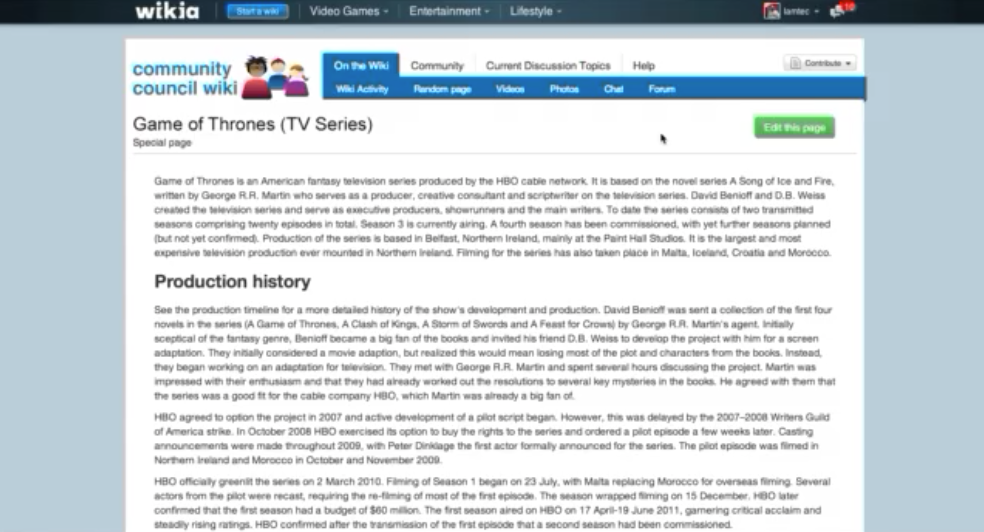 wikia Start a wiki Video Games Entertainment Lifestyle Iamtec 10
community
council wiki
On the Wiki Community Current Discussion Topics Help Contribute
Wiki Activity Random page Videos Photos Chat Forum
Game of Thrones (TV Series)
Special page
Edit this page
Game of Thrones is an American fantasy television series produced by the HBO cable network. It is based on the novel series A Song of Ice and Fire,
written by George R.R. Martin who serves as a producer, creative consultant and scriptwriter on the television series. David Benioff and D.B. Weiss
created the television series and serve as executive producers, showrunners and the main writers. To date the series consists of two transmitted
seasons comprising twenty episodes in total. Season 3 is currently airing. A fourth season has been commissioned, with yet further seasons planned
(but not yet confirmed). Production of the series is based in Belfast, Northern Ireland, mainly at the Paint Hall Studios. It is the largest and most
expensive television production ever mounted in Northern Ireland. Filming for the series has also taken place in Malta, Iceland, Croatia and Morocco.
Production history
See the production timeline for a more detailed history of the show's development and production. David Benioff was sent a collection of the first four
novels in the series (A Game of Thrones, A Clash of Kings, A Storm of Swords and A Feast for Crows) by George R.R. Martin's agent. Initially
sceptical of the fantasy genre, Benioff became a big fan of the books and invited his friend D.B. Weiss to develop the project with him for a screen
adaptation. They initially considered a movie adaption, but realized this would mean losing most of the plot and characters from the books. Instead,
they began working on an adaptation for television. They met with George R.R. Martin and spent several hours discussing the project. Martin was
impressed with their enthusiasm and that they had already worked out the resolutions to several key mysteries in the books. He agreed with them that
the series was a good fit for the cable company HBO, which Martin was already a big fan of.
HBO agreed to option the project in 2007 and active development of a pilot script began. However, this was delayed by the 2007–2008 Writers Guild
of America strike. In October 2008 HBO exercised its option to buy the rights to the series and ordered a pilot episode a few weeks later. Casting
announcements were made throughout 2009, with Peter Dinklage the first actor formally announced for the series. The pilot episode was filmed in
Northern Ireland and Morocco in October and November 2009.
HBO officially greenlit the series on 2 March 2010. Filming of Season 1 began on 23 July, with Malta replacing Morocco for overseas filming. Several
actors from the pilot were recast, requiring the re-filming of most of the first episode. The season wrapped filming on 15 December. HBO later
confirmed that the first season had a budget of $60 million. The first season aired on HBO on 17 April-19 June 2011, garnering critical acclaim and
steadily rising ratings. HBO confirmed after the transmission of the first episode that a second season had been commissioned.